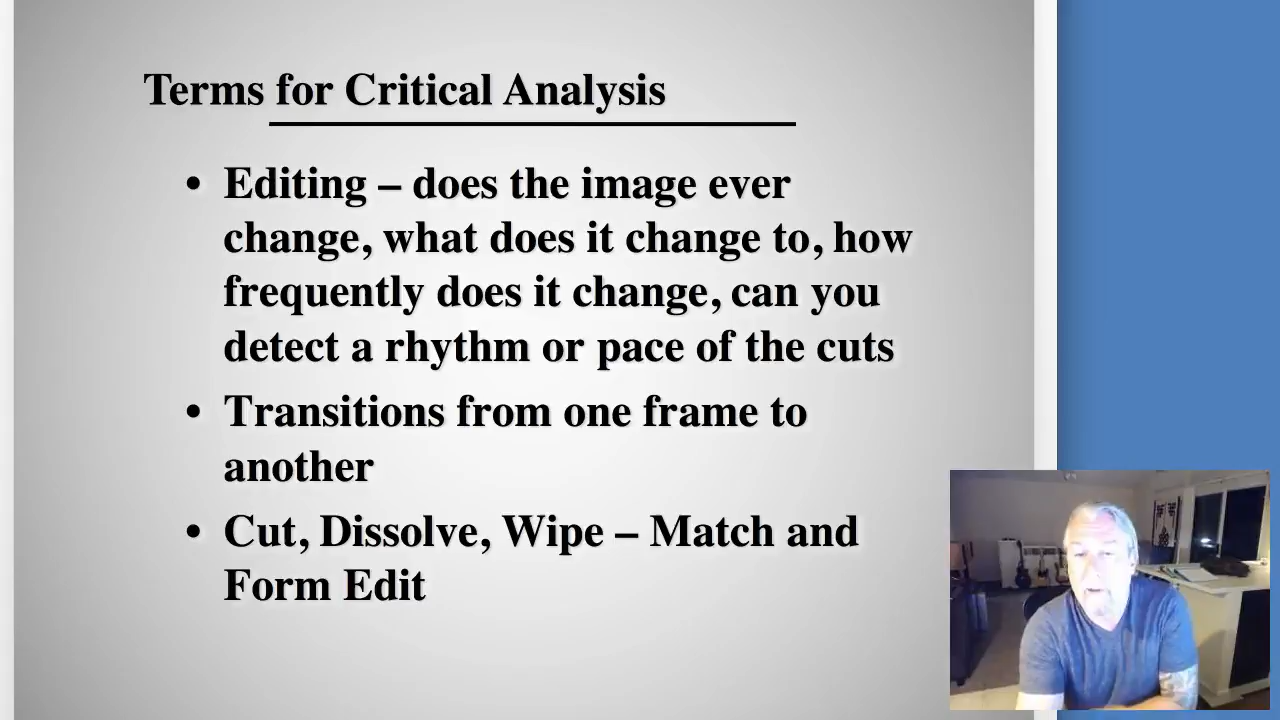 Terms for Critical Analysis
• Editing – does the image ever
change, what does it change to, how
frequently does it change, can you
detect a rhythm or pace of the cuts
• Transitions from one frame to
another
• Cut, Dissolve, Wipe – Match and
Form Edit